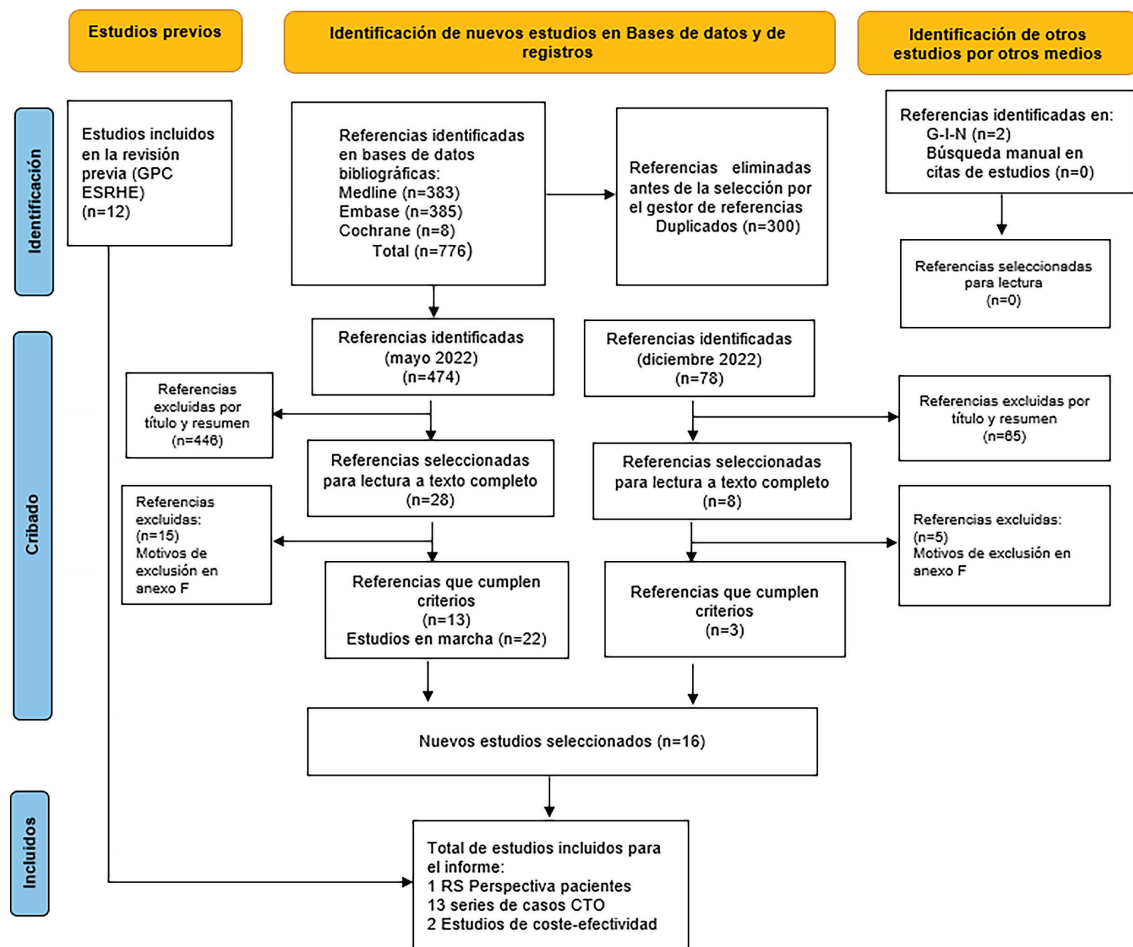 Estudios previos
Identificación de nuevos estudios en Bases de datos y de
registros
Identificación de otros
estudios por otros medios
Identificación
Estudios incluidos
en la revisión
previa (GPC
ESRHE)
(n=12)
Referencias identificadas
en bases de datos
bibliográficas:
Medline (n=383)
Embase (n=385)
Cochrane (n=8)
Total (n=776)
Referencias eliminadas
antes de la selección por
el gestor de referencias
Duplicados (n=300)
Referencias identificadas en:
G-I-N (n=2)
Búsqueda manual en
citas de estudios (n=0)
Referencias seleccionadas
para lectura
(n=0)
Cribado
Referencias identificadas
(mayo 2022)
(n=474)
Referencias identificadas
(diciembre 2022)
(n=78)
Referencias
excluidas por
título y resumen
(n=446)
Referencias excluidas por
título y resumen
(n=65)
Referencias seleccionadas
para lectura a texto completo
(n=28)
Referencias seleccionadas
para lectura a texto completo
(n=8)
Referencias
excluidas:
(n=15)
Motivos de
exclusión en
anexo F
Referencias excluidas:
(n=5)
Motivos de exclusión en
anexo F
Referencias que cumplen
criterios
(n=13)
Estudios en marcha (n=22)
Referencias que cumplen
criterios
(n=3)
Nuevos estudios seleccionados (n=16)
Incluidos
Total de estudios incluidos para
el informe:
1 RS Perspectiva pacientes
13 series de casos CTO
2 Estudios de coste-efectividad